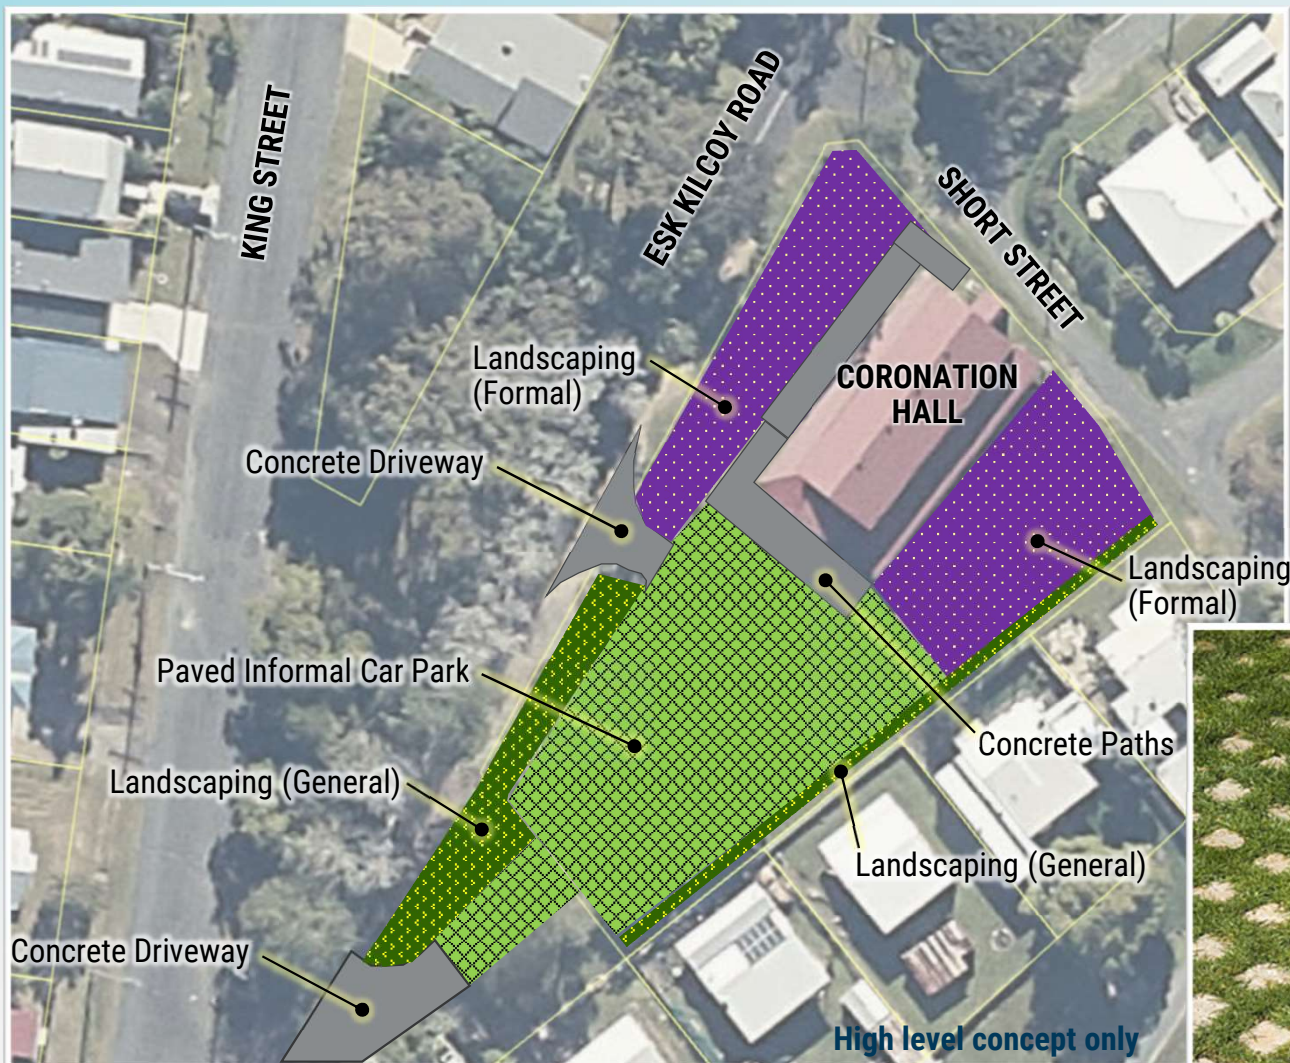 KING STREET
ESK KILCOY ROAD
SHORT STREET
Landscaping
(Formal)
CORONATION
HALL
Concrete Driveway
Landscaping
(Formal)
Paved Informal Car Park
Concrete Paths
Landscaping (General)
Landscaping (General)
Concrete Driveway
High level concept only